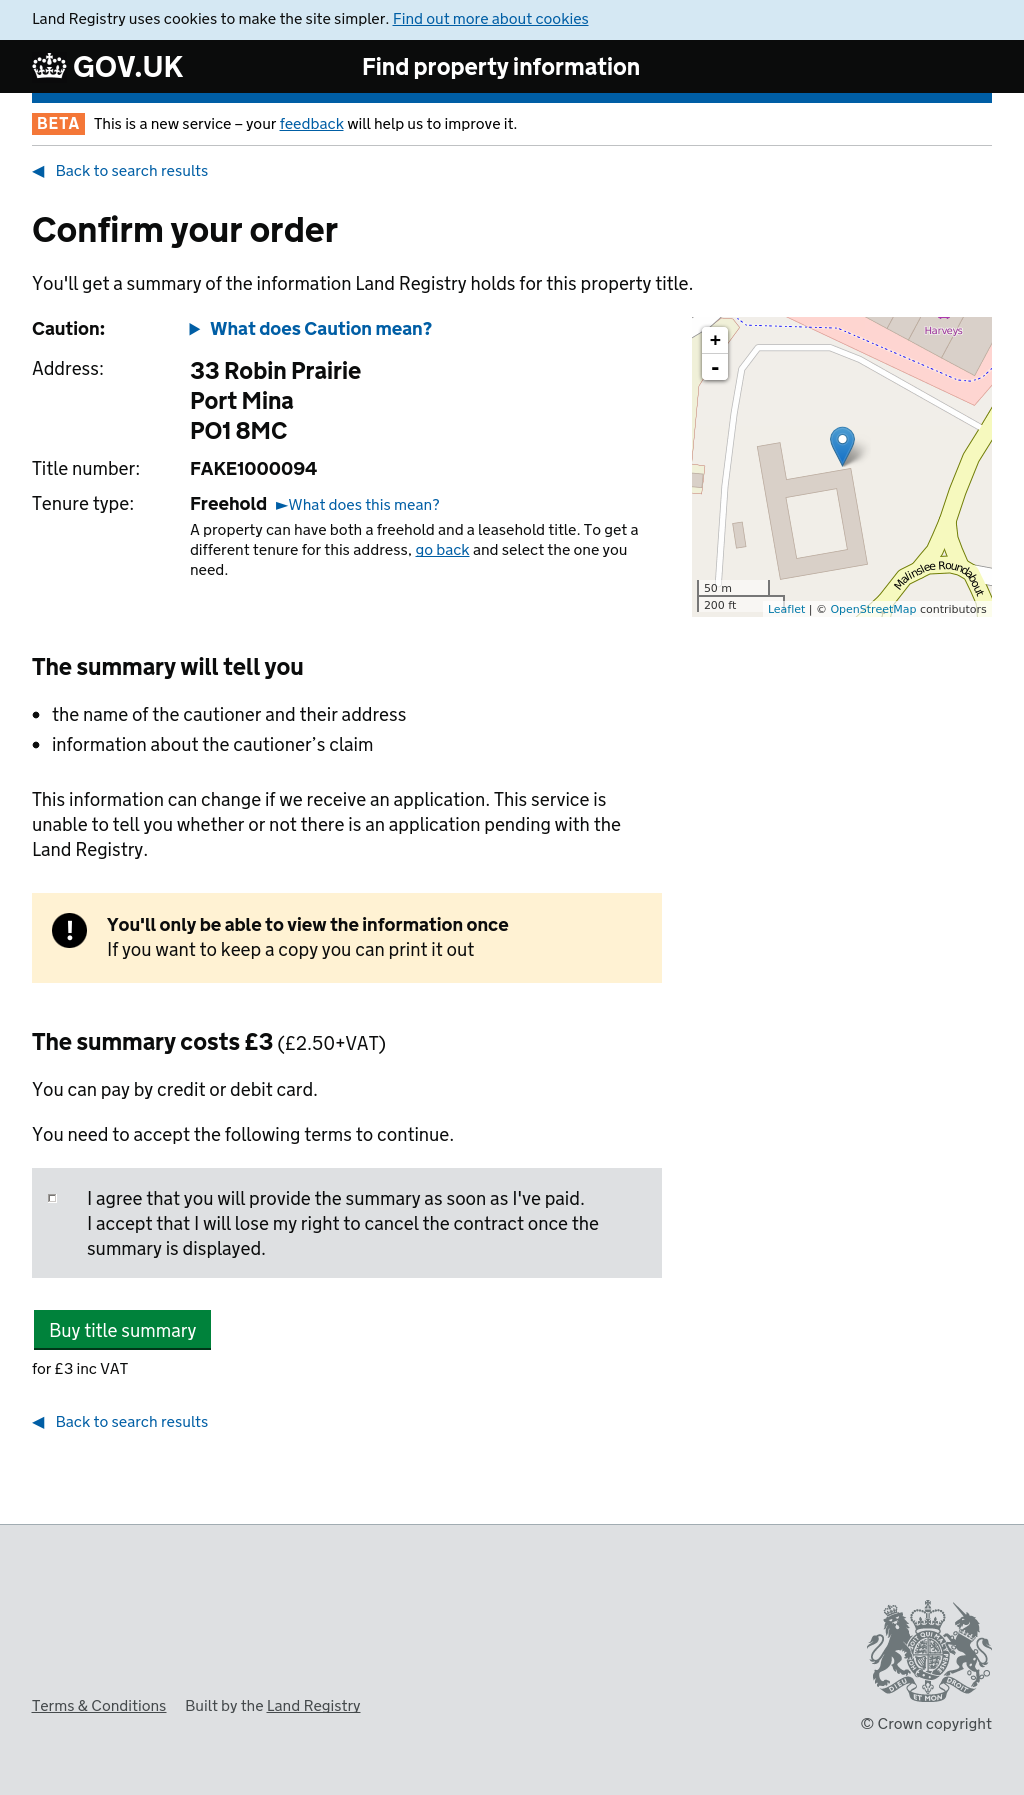 Land Registry uses cookies to make the site simpler. Find out more about cookies
GOV.UK
Find property information
BETA This is a new service – your feedback will help us to improve it.
◀ Back to search results
Confirm your order
You'll get a summary of the information Land Registry holds for this property title.
Caution: ▶ What does Caution mean?
Address: 33 Robin Prairie
Port Mina
PO1 8MC
Title number: FAKE1000094
Tenure type: Freehold ►What does this mean?
A property can have both a freehold and a leasehold title. To get a
different tenure for this address, go back and select the one you
need.
+
-
Harveys
Malinslee Roundabout
50 m
200 ft
Leaflet | © OpenStreetMap contributors
The summary will tell you
• the name of the cautioner and their address
• information about the cautioner’s claim
This information can change if we receive an application. This service is
unable to tell you whether or not there is an application pending with the
Land Registry.
! You'll only be able to view the information once
If you want to keep a copy you can print it out
The summary costs £3 (£2.50+VAT)
You can pay by credit or debit card.
You need to accept the following terms to continue.
I agree that you will provide the summary as soon as I've paid.
I accept that I will lose my right to cancel the contract once the
summary is displayed.
Buy title summary
for £3 inc VAT
◀ Back to search results
DIEU ET MON DROIT
Terms & Conditions Built by the Land Registry
© Crown copyright